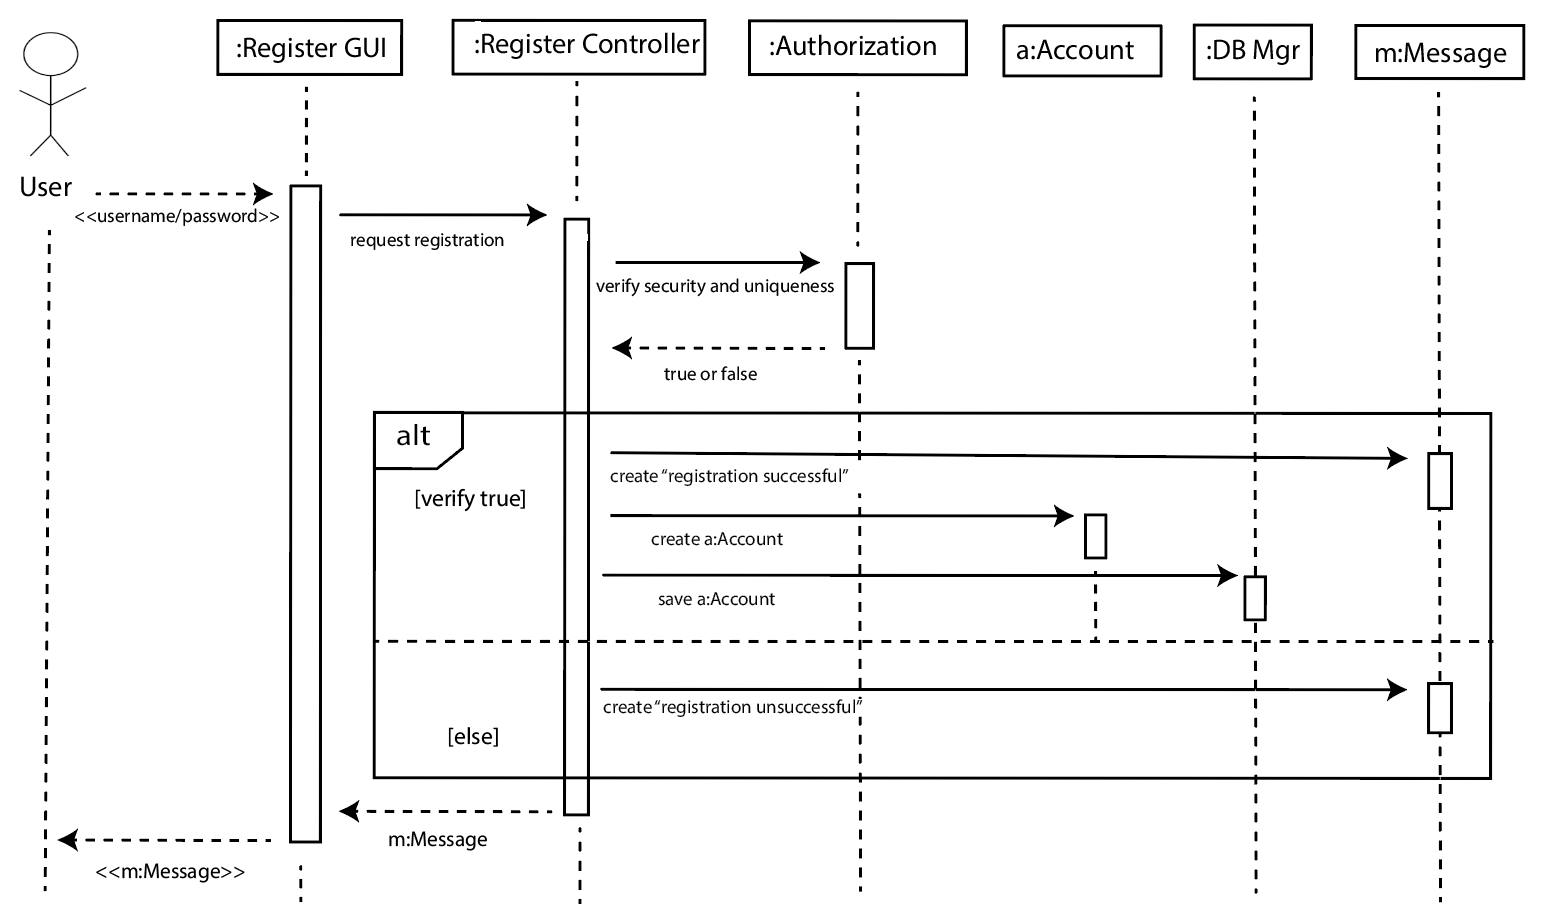 :Register GUI
:Register Controller
:Authorization
a:Account
:DB Mgr
m:Message
User
<<username/password>>
request registration
verify security and uniqueness
true or false
alt
create “registration successful”
[verify true]
create a:Account
save a:Account
create “registration unsuccessful”
[else]
m:Message
<<m:Message>>